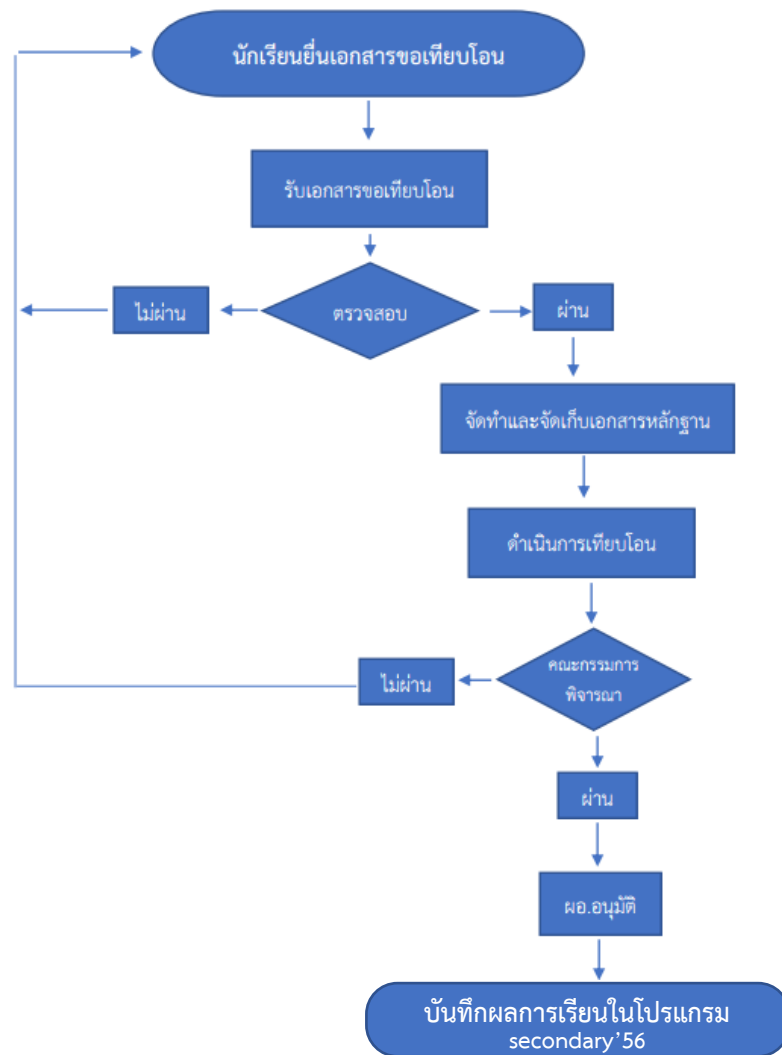 นักเรียนยื่นเอกสารขอเทียบโอน
รับเอกสารขอเทียบโอน
ตรวจสอบ
ไม่ผ่าน
ผ่าน
จัดทำและจัดเก็บเอกสารหลักฐาน
ดำเนินการเทียบโอน
คณะกรรมการ
พิจารณา
ไม่ผ่าน
ผ่าน
ผอ.อนุมัติ
บันทึกผลการเรียนในโปรแกรม
secondary’56